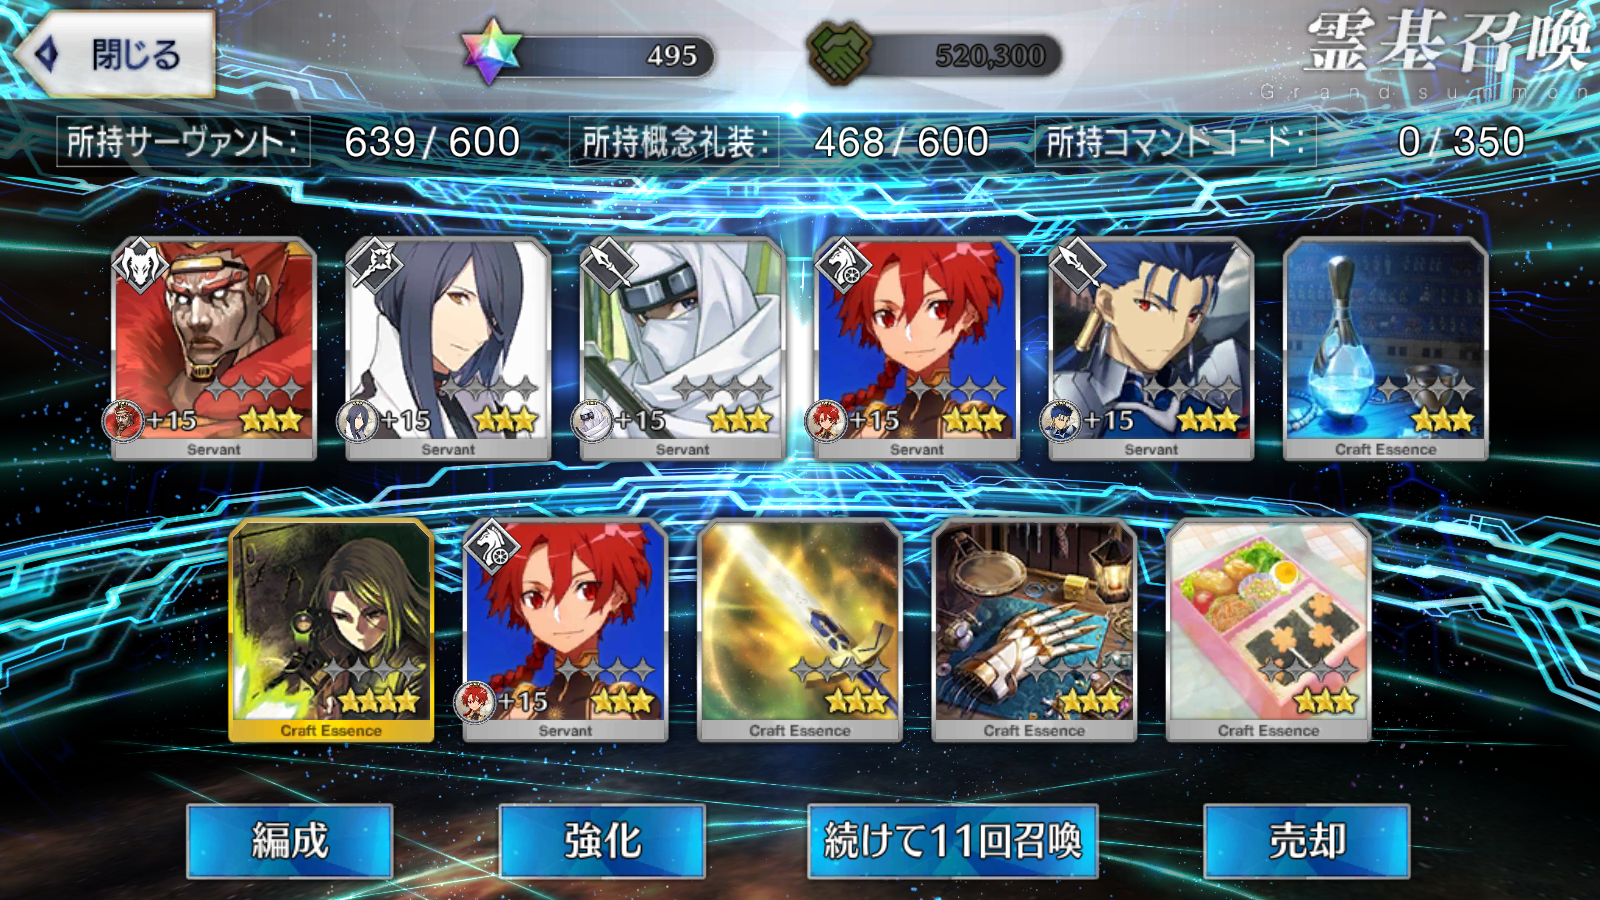 閉じる
495
520,300
霊基召喚
Grand summon
所持サーヴァント: 639/600
所持概念礼装: 468/600
所持コマンドコード: 0/350
+15
+15
+15
+15
+15
Servant
Servant
Servant
Servant
Servant
Craft Essence
+15
Craft Essence
Servant
Craft Essence
Craft Essence
Craft Essence
編成
強化
続けて11回召喚
売却